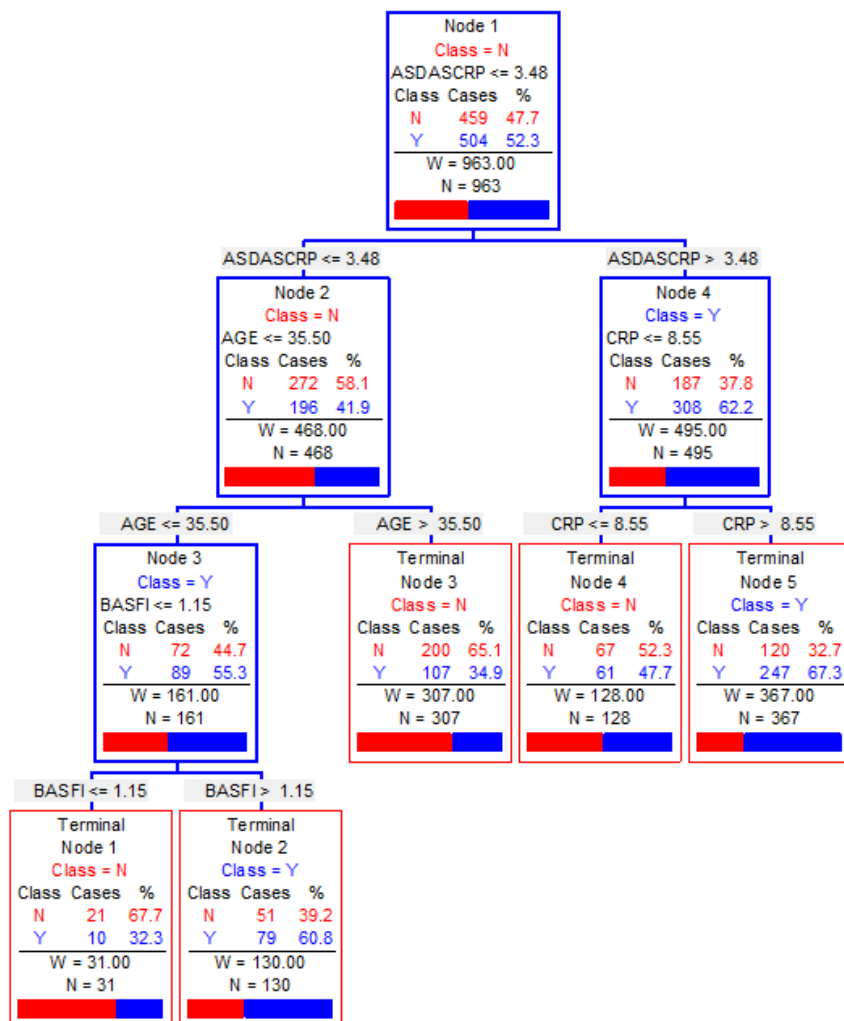 Node 1
Class = N
ASDASCRP <= 3.48
Class Cases %
N 459 47.7
Y 504 52.3
W = 963.00
N = 963
ASDASCRP <= 3.48
ASDASCRP > 3.48
Node 2
Class = N
AGE <= 35.50
Class Cases %
N 272 58.1
Y 196 41.9
W = 468.00
N = 468
Node 4
Class = Y
CRP <= 8.55
Class Cases %
N 187 37.8
Y 308 62.2
W = 495.00
N = 495
AGE <= 35.50
AGE > 35.50
CRP <= 8.55
CRP > 8.55
Node 3
Class = Y
BASFI <= 1.15
Class Cases %
N 72 44.7
Y 89 55.3
W = 161.00
N = 161
Terminal
Node 3
Class = N
Class Cases %
N 200 65.1
Y 107 34.9
W = 307.00
N = 307
Terminal
Node 4
Class = N
Class Cases %
N 67 52.3
Y 61 47.7
W = 128.00
N = 128
Terminal
Node 5
Class = Y
Class Cases %
N 120 32.7
Y 247 67.3
W = 367.00
N = 367
BASFI <= 1.15
BASFI > 1.15
Terminal
Node 1
Class = N
Class Cases %
N 21 67.7
Y 10 32.3
W = 31.00
N = 31
Terminal
Node 2
Class = Y
Class Cases %
N 51 39.2
Y 79 60.8
W = 130.00
N = 130